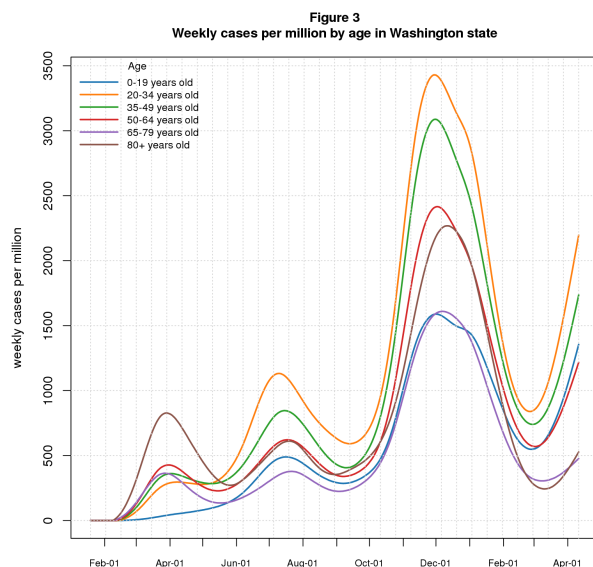 Figure 3
Weekly cases per million by age in Washington state
weekly cases per million
3500
3000
2500
2000
1500
1000
500
0
Age
0-19 years old
20-34 years old
35-49 years old
50-64 years old
65-79 years old
80+ years old
Feb-01 Apr-01 Jun-01 Aug-01 Oct-01 Dec-01 Feb-01 Apr-01